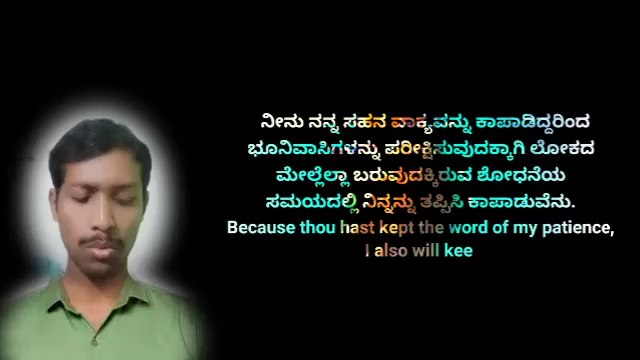 ನೀನು ನನ್ನ ಸಹನ ವಾಕ್ಯವನ್ನು ಕಾಪಾಡಿದ್ದರಿಂದ
ಭೂನಿವಾಸಿಗಳನ್ನು ಪರೀಕ್ಷಿಸುವುದಕ್ಕಾಗಿ ಲೋಕದ
ಮೇಲ್ಲೆಲ್ಲಾ ಬರುವುದಕ್ಕಿರುವ ಶೋಧನೆಯ
ಸಮಯದಲ್ಲಿ ನಿನ್ನನ್ನು ತಪ್ಪಿಸಿ ಕಾಪಾಡುವೆನು.
Because thou hast kept the word of my patience,
I also will kee